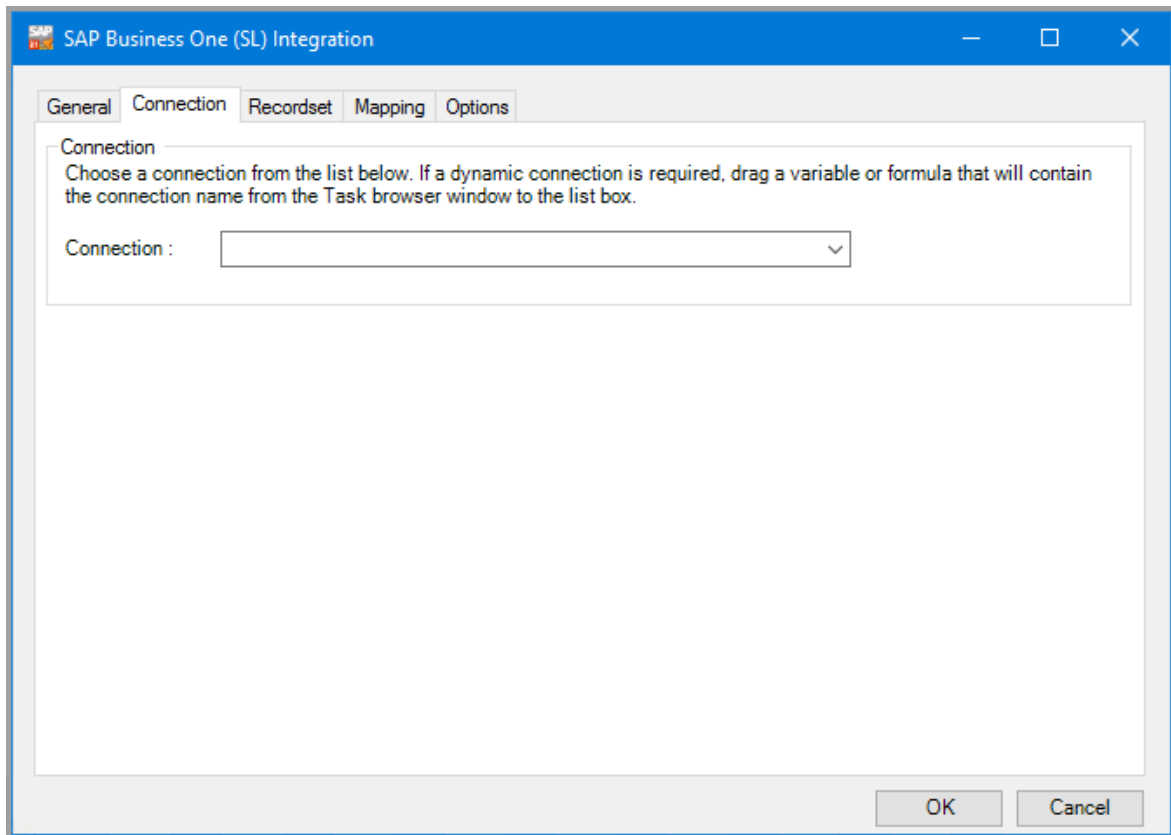 SAP Business One (SL) Integration
General Connection Recordset Mapping Options
Connection
Choose a connection from the list below. If a dynamic connection is required, drag a variable or formula that will contain
the connection name from the Task browser window to the list box.
Connection :
OK Cancel